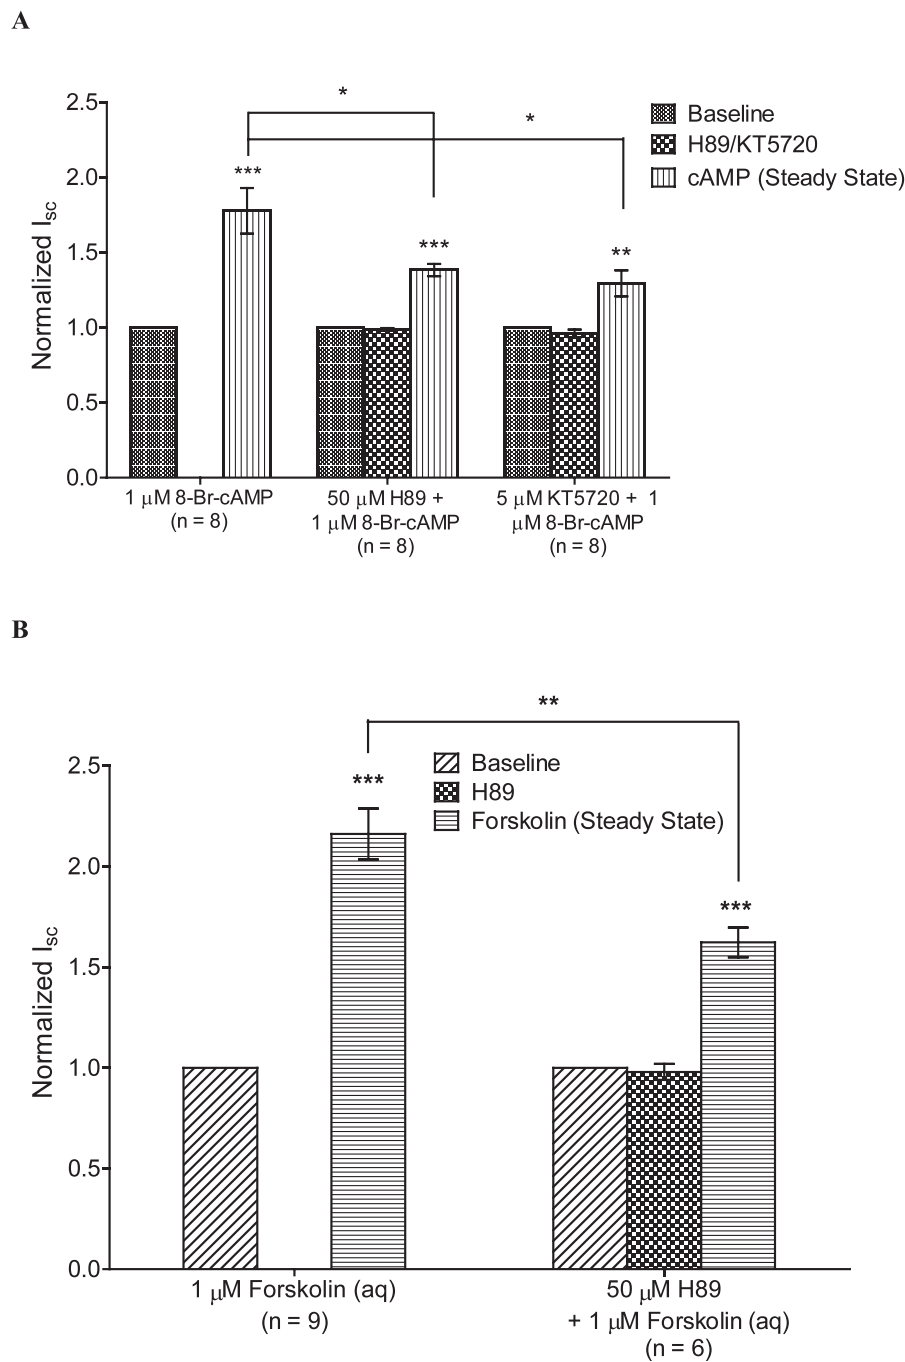 A
2.5
2.0
1.5
1.0
0.5
0.0
Normalized Isc
*
*
***
***
**
Baseline
H89/KT5720
cAMP (Steady State)
1 μM 8-Br-cAMP
(n = 8)
50 μM H89 +
1 μM 8-Br-cAMP
(n = 8)
5 μM KT5720 + 1
μM 8-Br-cAMP
(n = 8)
B
2.5
2.0
1.5
1.0
0.5
0.0
Normalized Isc
**
***
***
Baseline
H89
Forskolin (Steady State)
1 μM Forskolin (aq)
(n = 9)
50 μM H89
+ 1 μM Forskolin (aq)
(n = 6)